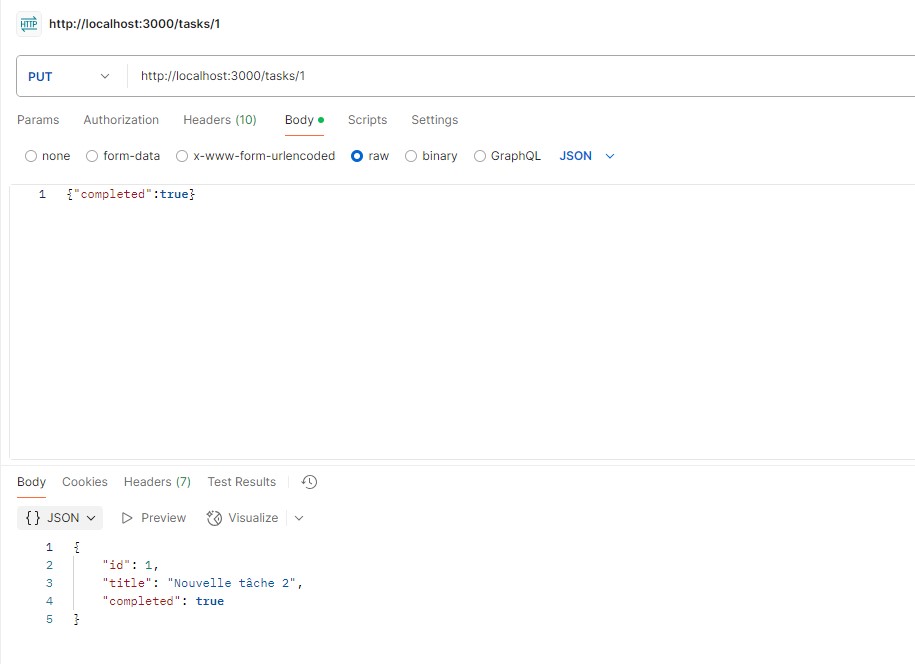 HTTP http://localhost:3000/tasks/1
PUT http://localhost:3000/tasks/1
Params Authorization Headers (10) Body Scripts Settings
none form-data x-www-form-urlencoded raw binary GraphQL JSON
1 {"completed":true}
Body Cookies Headers (7) Test Results
{} JSON Preview Visualize
1 {
2 "id": 1,
3 "title": "Nouvelle tâche 2",
4 "completed": true
5 }